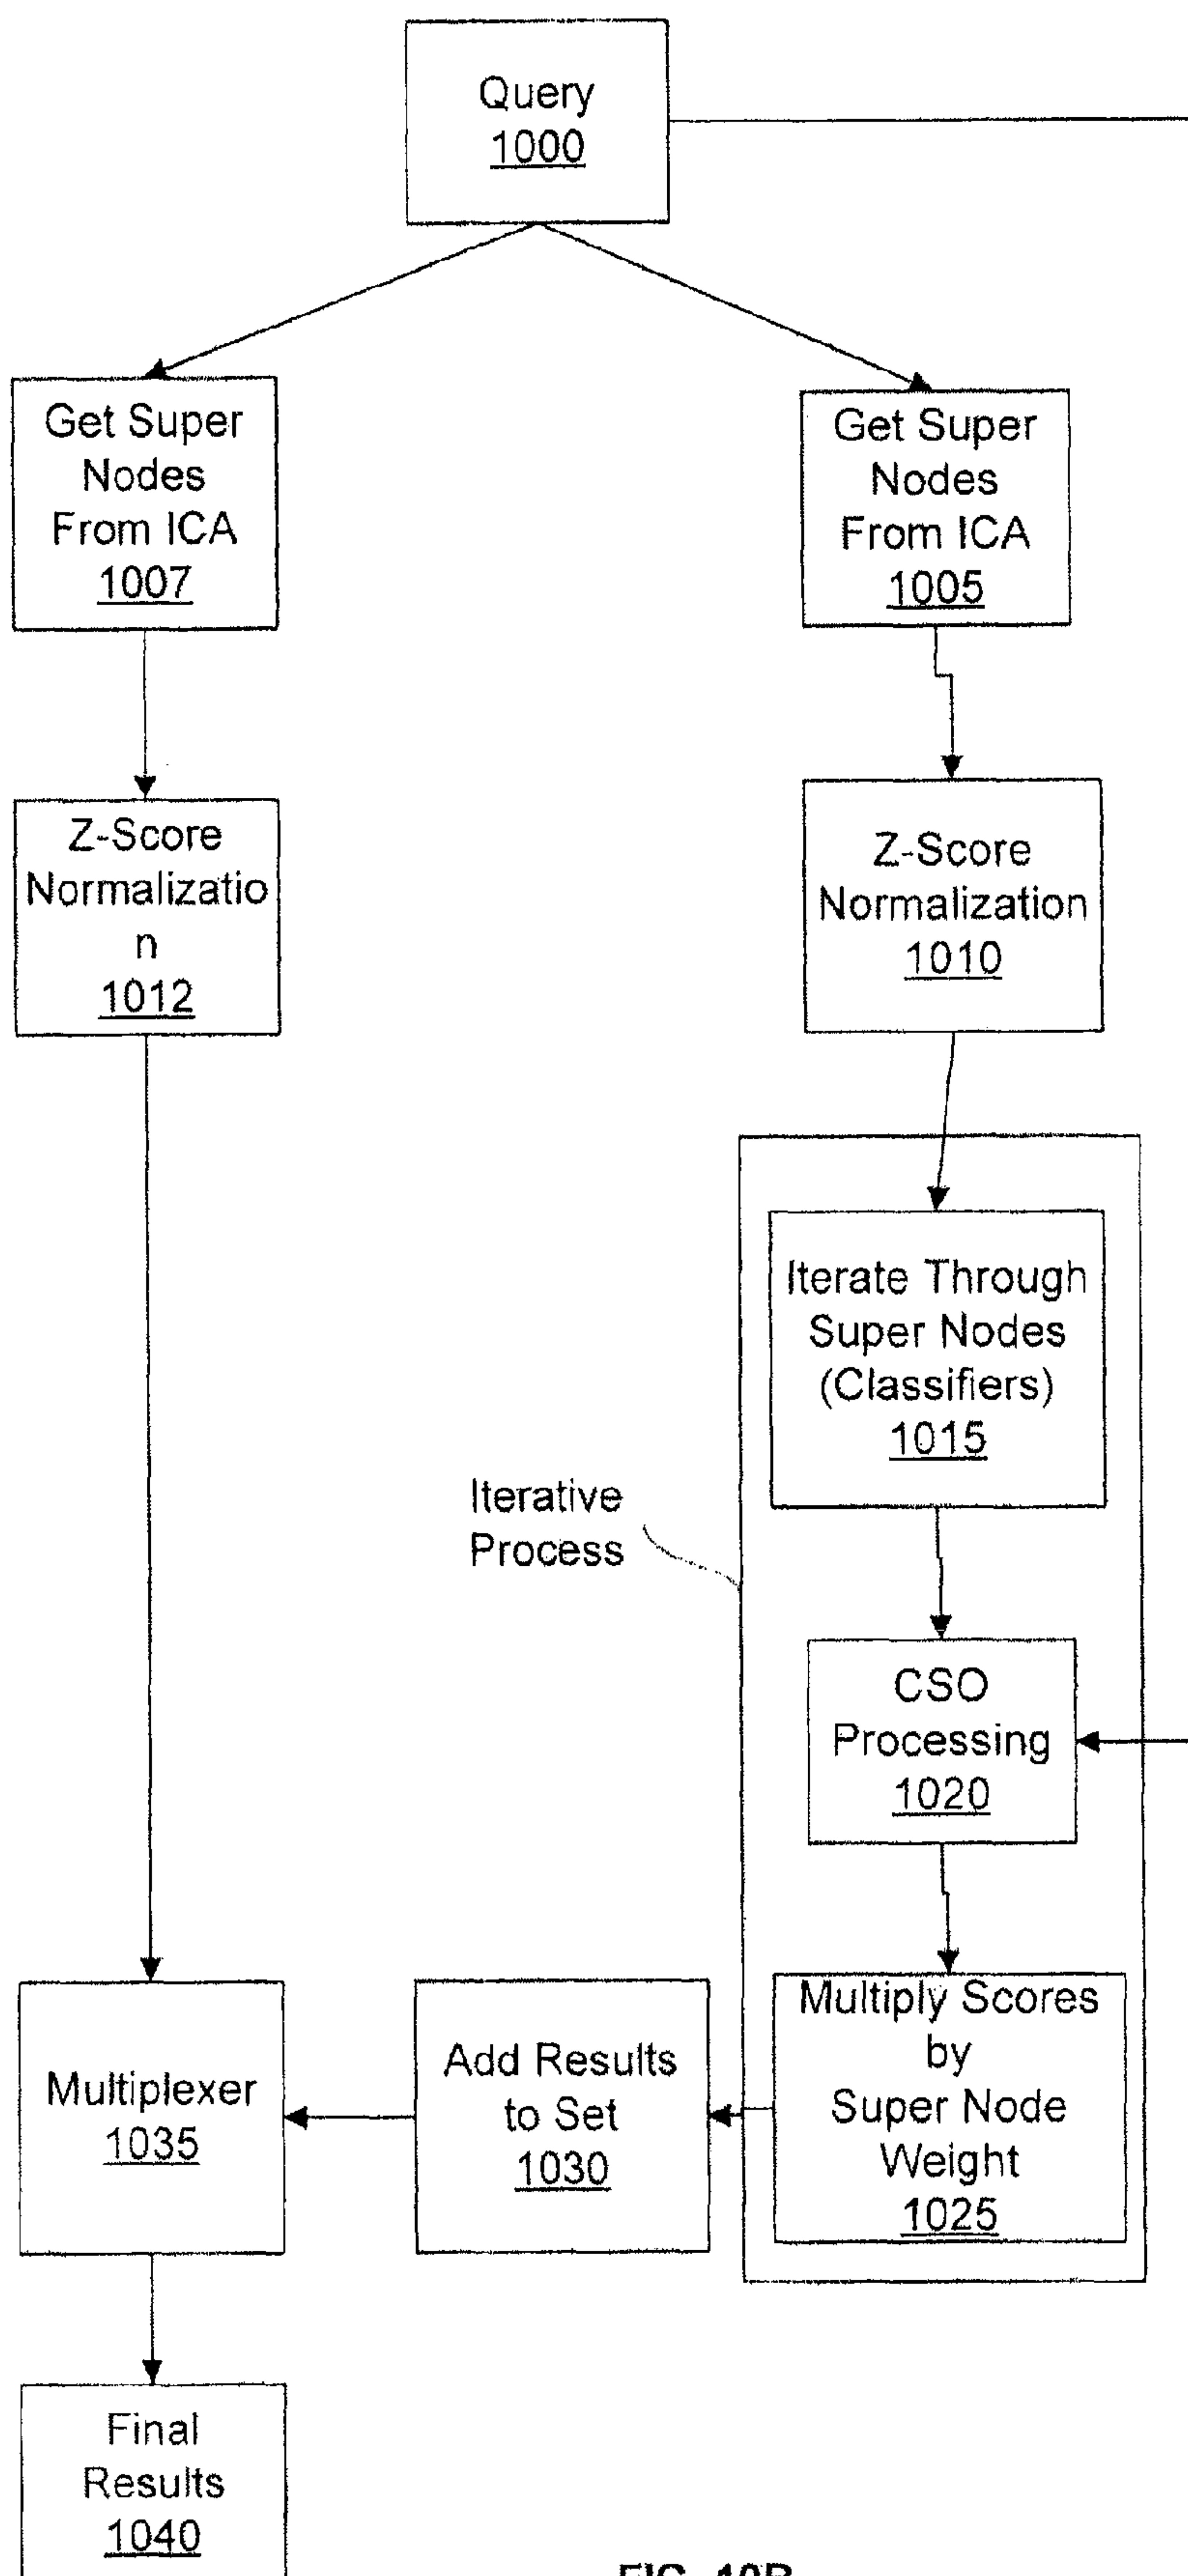 Query
1000
Get Super
Nodes
From ICA
1007
Get Super
Nodes
From ICA
1005
Z-Score
Normalizatio
n
1012
Z-Score
Normalization
1010
Iterate Through
Super Nodes
(Classifiers)
1015
Iterative
Process
CSO
Processing
1020
Multiply Scores
by
Super Node
Weight
1025
Add Results
to Set
1030
Multiplexer
1035
Final
Results
1040
FIG. 10B